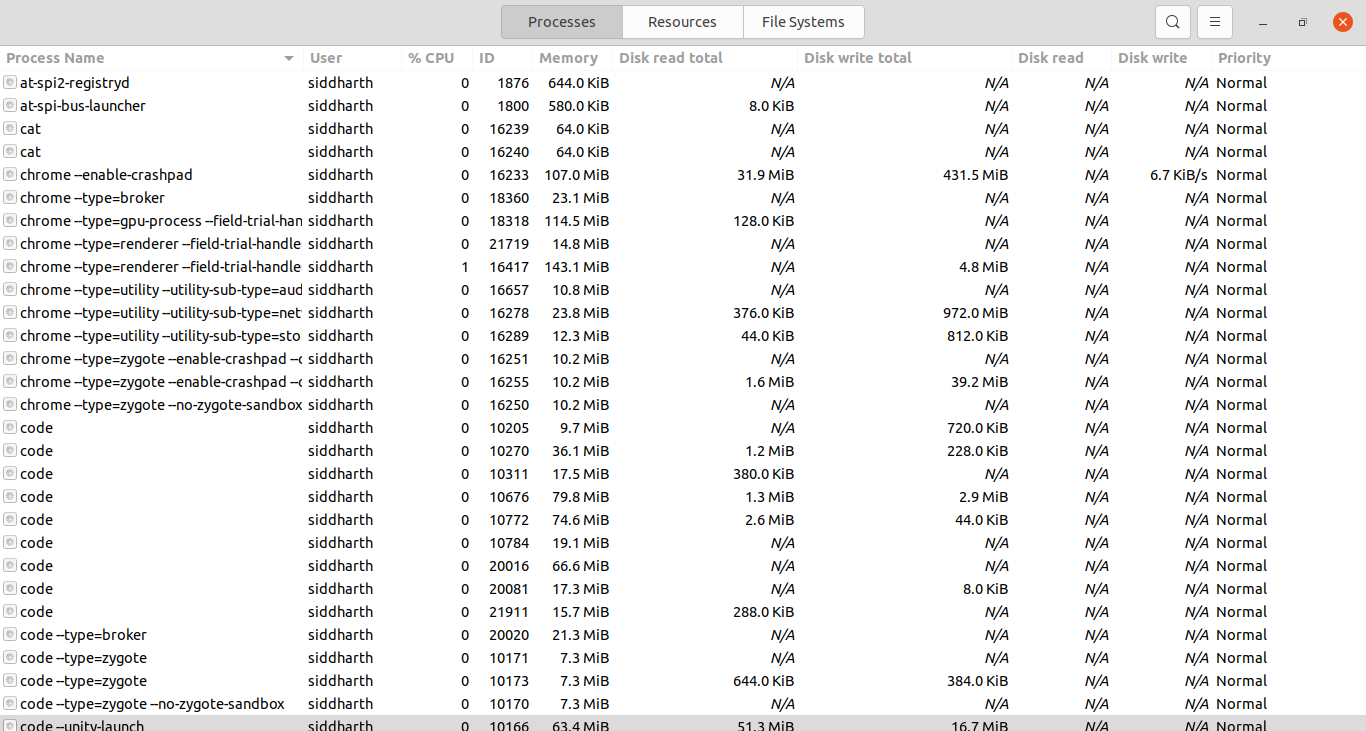 Processes Resources File Systems
Process Name User % CPU ID Memory Disk read total Disk write total Disk read Disk write Priority
at-spi2-registryd siddharth 0 1876 644.0 KiB N/A N/A N/A N/A Normal
at-spi-bus-launcher siddharth 0 1800 580.0 KiB 8.0 KiB N/A N/A N/A Normal
cat siddharth 0 16239 64.0 KiB N/A N/A N/A N/A Normal
cat siddharth 0 16240 64.0 KiB N/A N/A N/A N/A Normal
chrome --enable-crashpad siddharth 0 16233 107.0 MiB 31.9 MiB 431.5 MiB N/A 6.7 KiB/s Normal
chrome --type=broker siddharth 0 18360 23.1 MiB N/A N/A N/A N/A Normal
chrome --type=gpu-process --field-trial-han siddharth 0 18318 114.5 MiB 128.0 KiB N/A N/A N/A Normal
chrome --type=renderer --field-trial-handle siddharth 0 21719 14.8 MiB N/A N/A N/A N/A Normal
chrome --type=renderer --field-trial-handle siddharth 1 16417 143.1 MiB N/A 4.8 MiB N/A N/A Normal
chrome --type=utility --utility-sub-type=aud siddharth 0 16657 10.8 MiB N/A N/A N/A N/A Normal
chrome --type=utility --utility-sub-type=net siddharth 0 16278 23.8 MiB 376.0 KiB 972.0 MiB N/A N/A Normal
chrome --type=utility --utility-sub-type=sto siddharth 0 16289 12.3 MiB 44.0 KiB 812.0 KiB N/A N/A Normal
chrome --type=zygote --enable-crashpad --c siddharth 0 16251 10.2 MiB N/A N/A N/A N/A Normal
chrome --type=zygote --enable-crashpad --c siddharth 0 16255 10.2 MiB 1.6 MiB 39.2 MiB N/A N/A Normal
chrome --type=zygote --no-zygote-sandbox siddharth 0 16250 10.2 MiB N/A N/A N/A N/A Normal
code siddharth 0 10205 9.7 MiB N/A 720.0 KiB N/A N/A Normal
code siddharth 0 10270 36.1 MiB 1.2 MiB 228.0 KiB N/A N/A Normal
code siddharth 0 10311 17.5 MiB 380.0 KiB N/A N/A N/A Normal
code siddharth 0 10676 79.8 MiB 1.3 MiB 2.9 MiB N/A N/A Normal
code siddharth 0 10772 74.6 MiB 2.6 MiB 44.0 KiB N/A N/A Normal
code siddharth 0 10784 19.1 MiB N/A N/A N/A N/A Normal
code siddharth 0 20016 66.6 MiB N/A N/A N/A N/A Normal
code siddharth 0 20081 17.3 MiB N/A 8.0 KiB N/A N/A Normal
code siddharth 0 21911 15.7 MiB 288.0 KiB N/A N/A N/A Normal
code --type=broker siddharth 0 20020 21.3 MiB N/A N/A N/A N/A Normal
code --type=zygote siddharth 0 10171 7.3 MiB N/A N/A N/A N/A Normal
code --type=zygote siddharth 0 10173 7.3 MiB 644.0 KiB 384.0 KiB N/A N/A Normal
code --type=zygote --no-zygote-sandbox siddharth 0 10170 7.3 MiB N/A N/A N/A N/A Normal
code --unity-launch siddharth 0 10166 63.4 MiB 51.3 MiB 16.7 MiB N/A N/A Normal